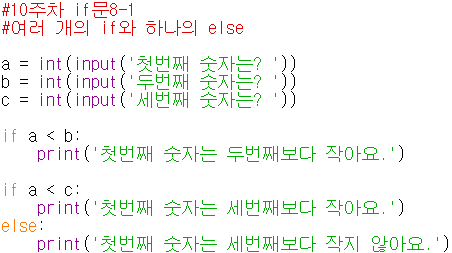 #10주차 if문8-1
#여러 개의 if와 하나의 else

a = int(input('첫번째 숫자는? '))
b = int(input('두번째 숫자는? '))
c = int(input('세번째 숫자는? '))

if a < b:
    print('첫번째 숫자는 두번째보다 작아요.')

if a < c:
    print('첫번째 숫자는 세번째보다 작아요.')
else:
    print('첫번째 숫자는 세번째보다 작지 않아요.')